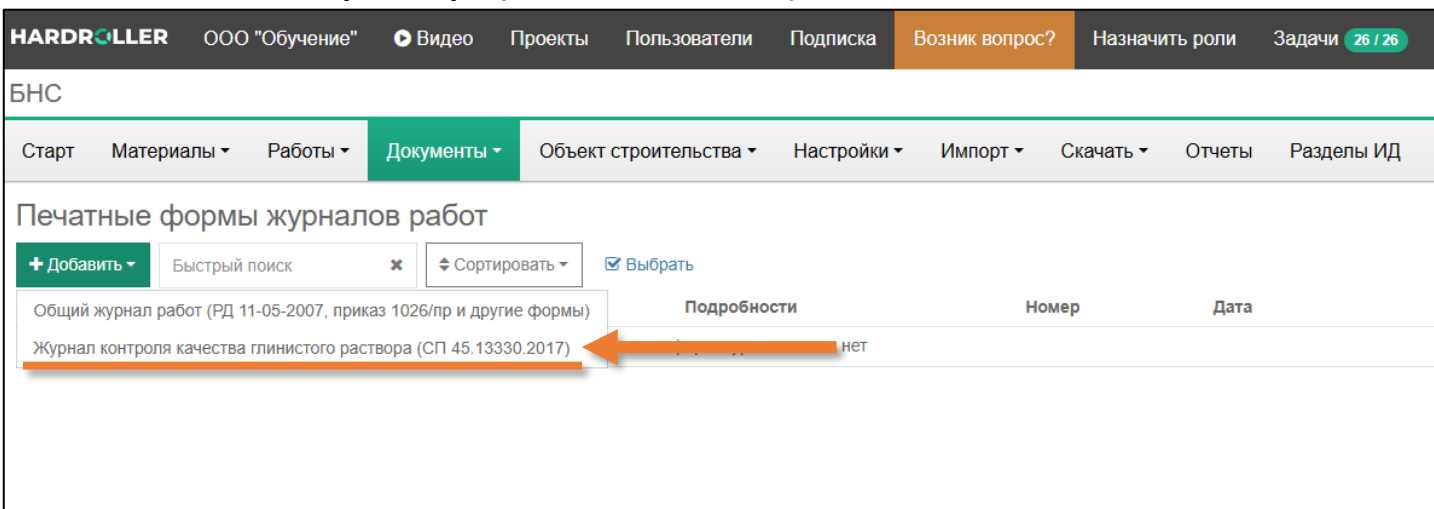 HARDROLLER ООО "Обучение" Видео Проекты Пользователи Подписка Возник вопрос? Назначить роли Задачи 26 / 26
БНС
Старт Материалы Работы Документы Объект строительства Настройки Импорт Скачать Отчеты Разделы ИД
Печатные формы журналов работ
Добавить Быстрый поиск Сортировать Выбрать
Общий журнал работ (РД 11-05-2007, приказ 1026/пр и другие формы) Подробности Номер Дата
Журнал контроля качества глинистого раствора (СП 45.13330.2017) нет